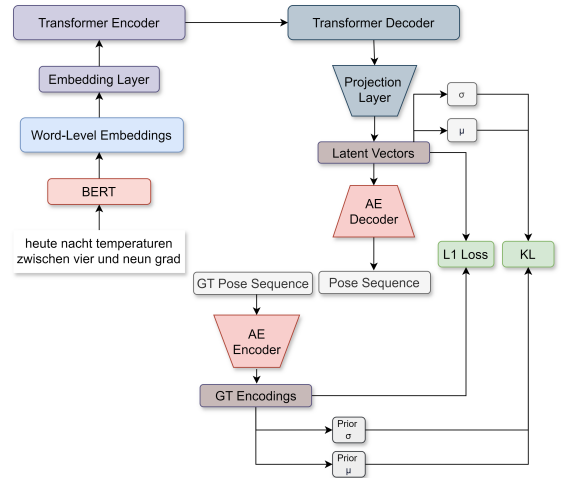 Transformer Encoder
Transformer Decoder
Embedding Layer
Projection
Layer
σ
Word-Level Embeddings
μ
Latent Vectors
BERT
AE
Decoder
heute nacht temperaturen
zwischen vier und neun grad
L1 Loss
KL
GT Pose Sequence
Pose Sequence
AE
Encoder
GT Encodings
Prior
σ
Prior
μ